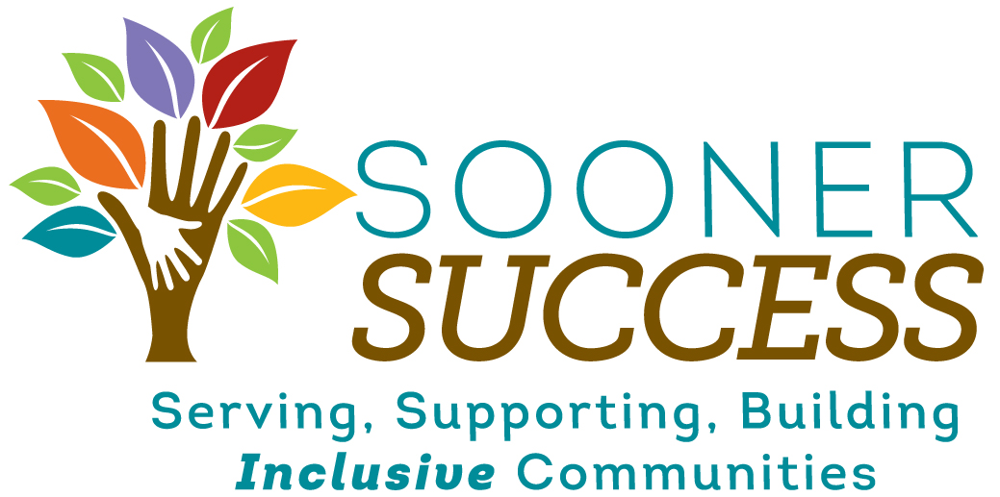 SOONER
SUCCESS
Serving, Supporting, Building
Inclusive Communities